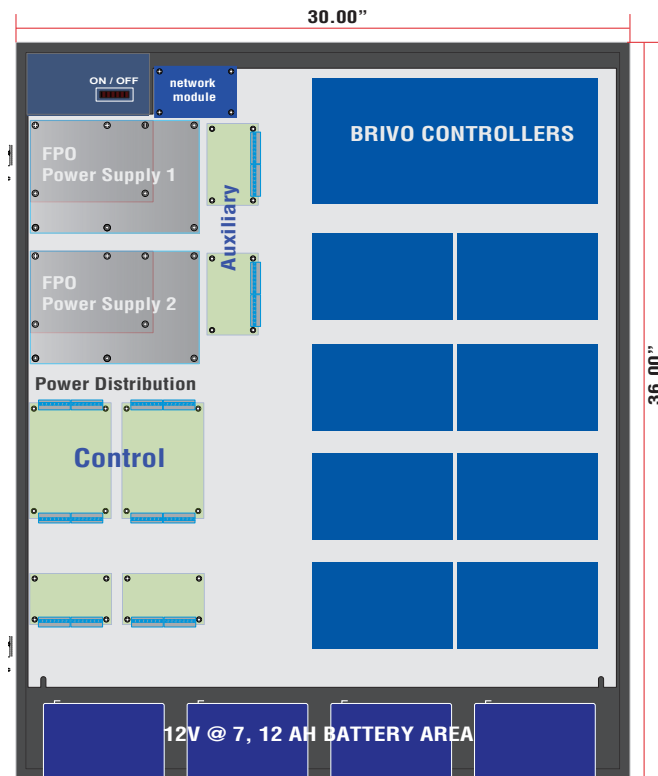 30.00”
ON / OFF
network
module
BRIVO CONTROLLERS
FPO
Power Supply 1
Auxiliary
FPO
Power Supply 2
36.00”
Power Distribution
Control
12V @ 7, 12 AH BATTERY AREA